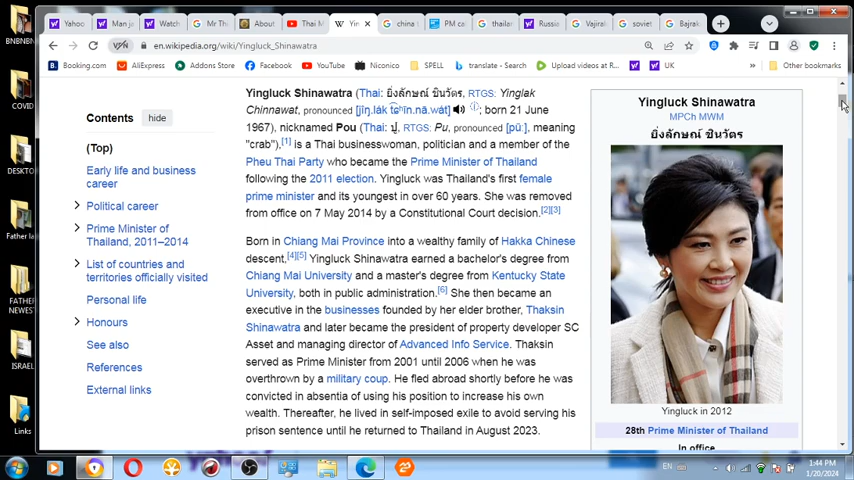 BNBNBN
COVID
DESKTO
Father la
FATHER
NEWEST
ISRAEL
Links
Yahoo
Man ja
Watch
Mr Th
About
Thai M
Yin
china
PM ca
thailan
Russia
Vajiral
soviet
Bajrak
VPN
en.wikipedia.org/wiki/Yingluck_Shinawatra
Booking.com
AliExpress
Addons Store
Facebook
YouTube
Niconico
SPELL
translate - Search
Upload videos at R...
IW
UK
Other bookmarks
Contents
hide
(Top)
Early life and business
career
Political career
Prime Minister of
Thailand, 2011–2014
List of countries and
territories officially visited
Personal life
Honours
See also
References
External links
Yingluck Shinawatra (Thai: ยิ่งลักษณ์ ชินวัตร, RTGS: Yinglak
Chinnawat, pronounced [jîŋ.lák t͡ɕʰīn.nā.wát] ; born 21 June
1967), nicknamed Pou (Thai: ปู, RTGS: Pu, pronounced [pūː], meaning
"crab"),[1] is a Thai businesswoman, politician and a member of the
Pheu Thai Party who became the Prime Minister of Thailand
following the 2011 election. Yingluck was Thailand's first female
prime minister and its youngest in over 60 years. She was removed
from office on 7 May 2014 by a Constitutional Court decision.[2][3]
Born in Chiang Mai Province into a wealthy family of Hakka Chinese
descent.[4][5] Yingluck Shinawatra earned a bachelor's degree from
Chiang Mai University and a master's degree from Kentucky State
University, both in public administration.[6] She then became an
executive in the businesses founded by her elder brother, Thaksin
Shinawatra and later became the president of property developer SC
Asset and managing director of Advanced Info Service. Thaksin
served as Prime Minister from 2001 until 2006 when he was
overthrown by a military coup. He fled abroad shortly before he was
convicted in absentia of using his position to increase his own
wealth. Thereafter, he lived in self-imposed exile to avoid serving his
prison sentence until he returned to Thailand in August 2023.
Yingluck Shinawatra
MPCh MWM
ยิ่งลักษณ์ ชินวัตร
Yingluck in 2012
28th Prime Minister of Thailand
In office
EN
1:44 PM
1/20/2024